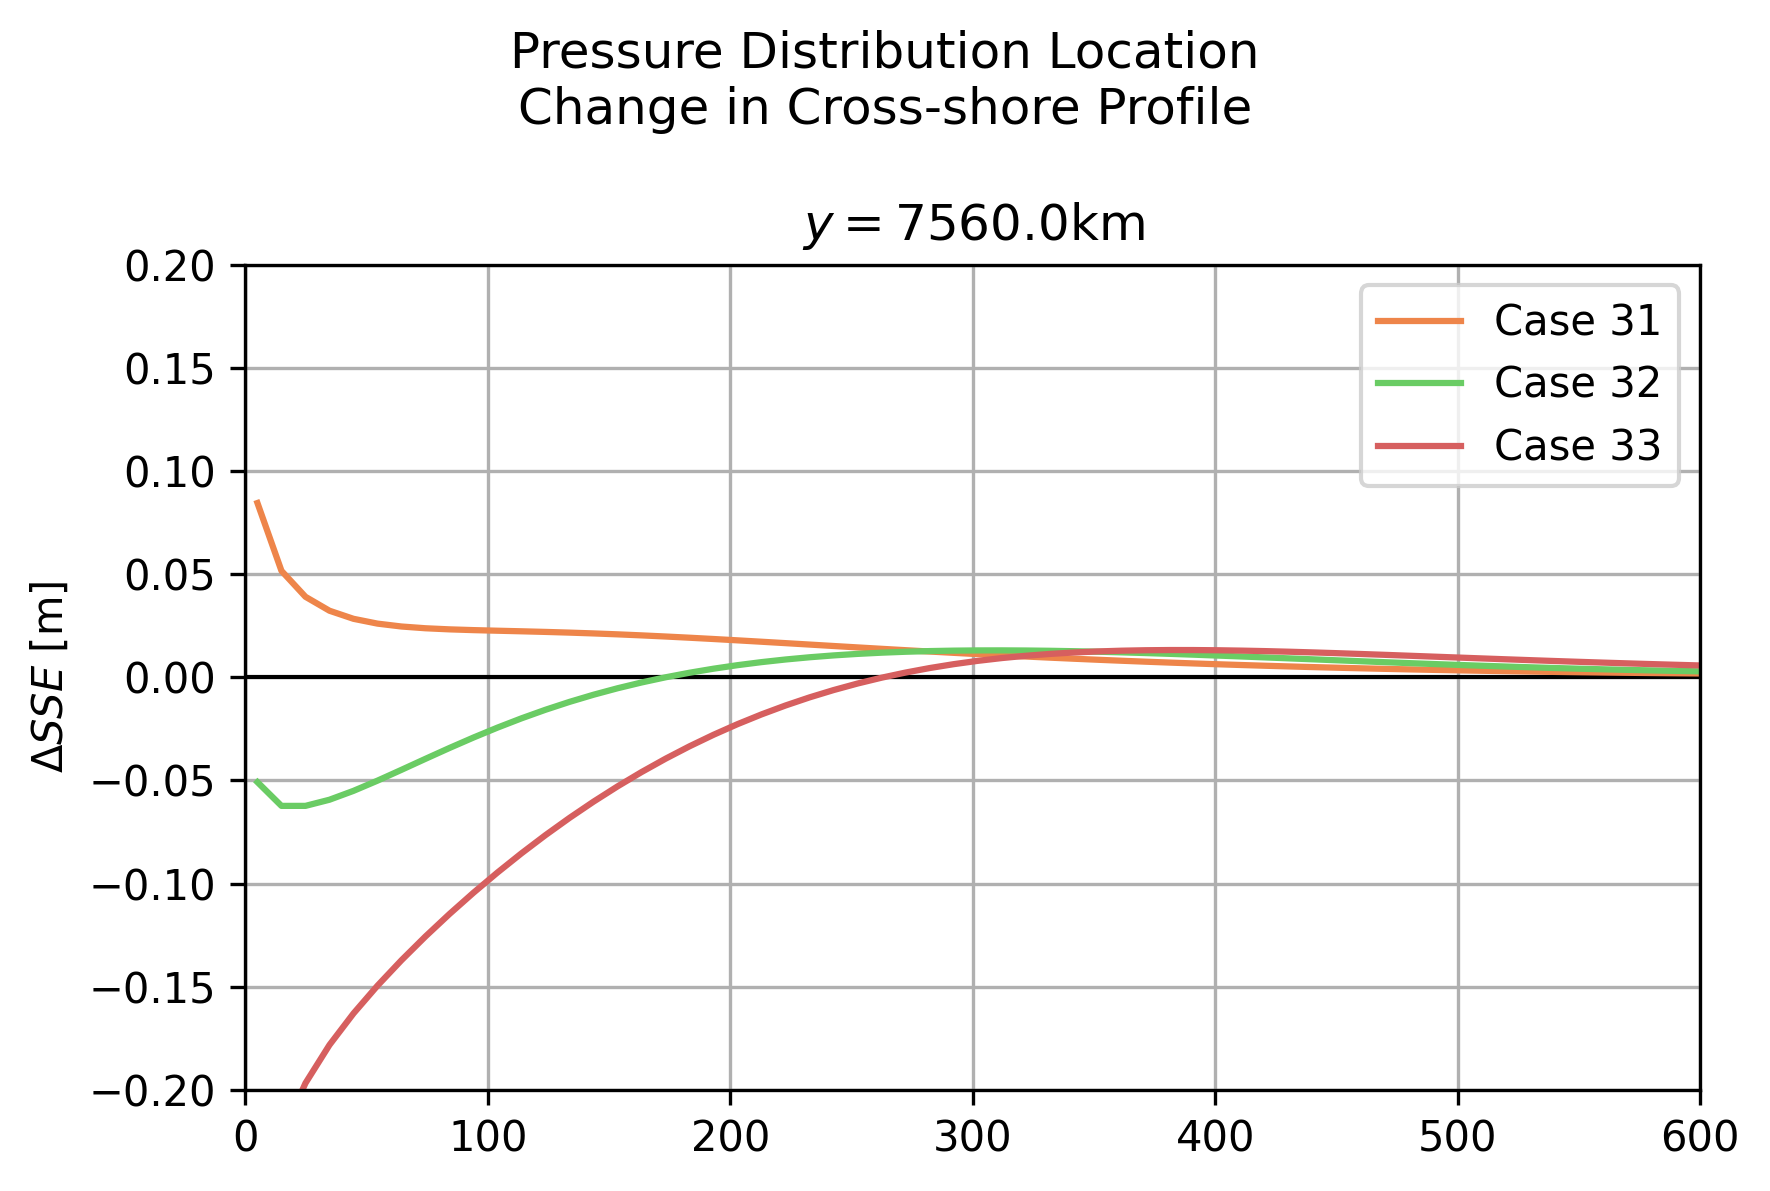 Pressure Distribution Location
Change in Cross-shore Profile
y = 7560.0km
0.20
0.15
0.10
0.05
0.00
−0.05
−0.10
−0.15
−0.20
ΔSSE [m]
Case 31
Case 32
Case 33
0 100 200 300 400 500 600